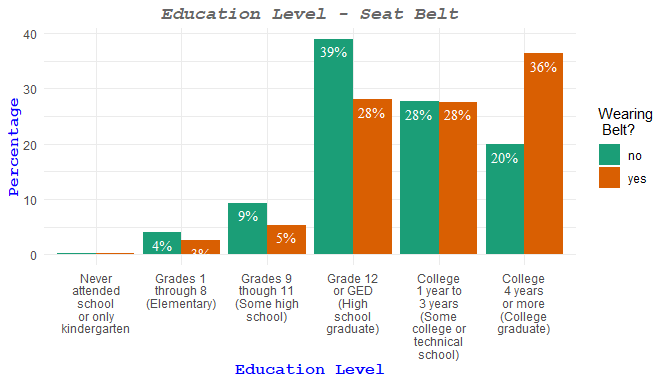 Education Level - Seat Belt
Percentage
40
30
20
10
0
4%
3%
9%
5%
39%
28%
28%
28%
20%
36%
Never
attended
school
or only
kindergarten
Grades 1
through 8
(Elementary)
Grades 9
though 11
(Some high
school)
Grade 12
or GED
(High
school
graduate)
College
1 year to
3 years
(Some
college or
technical
school)
College
4 years
or more
(College
graduate)
Education Level
Wearing
Belt?
no
yes